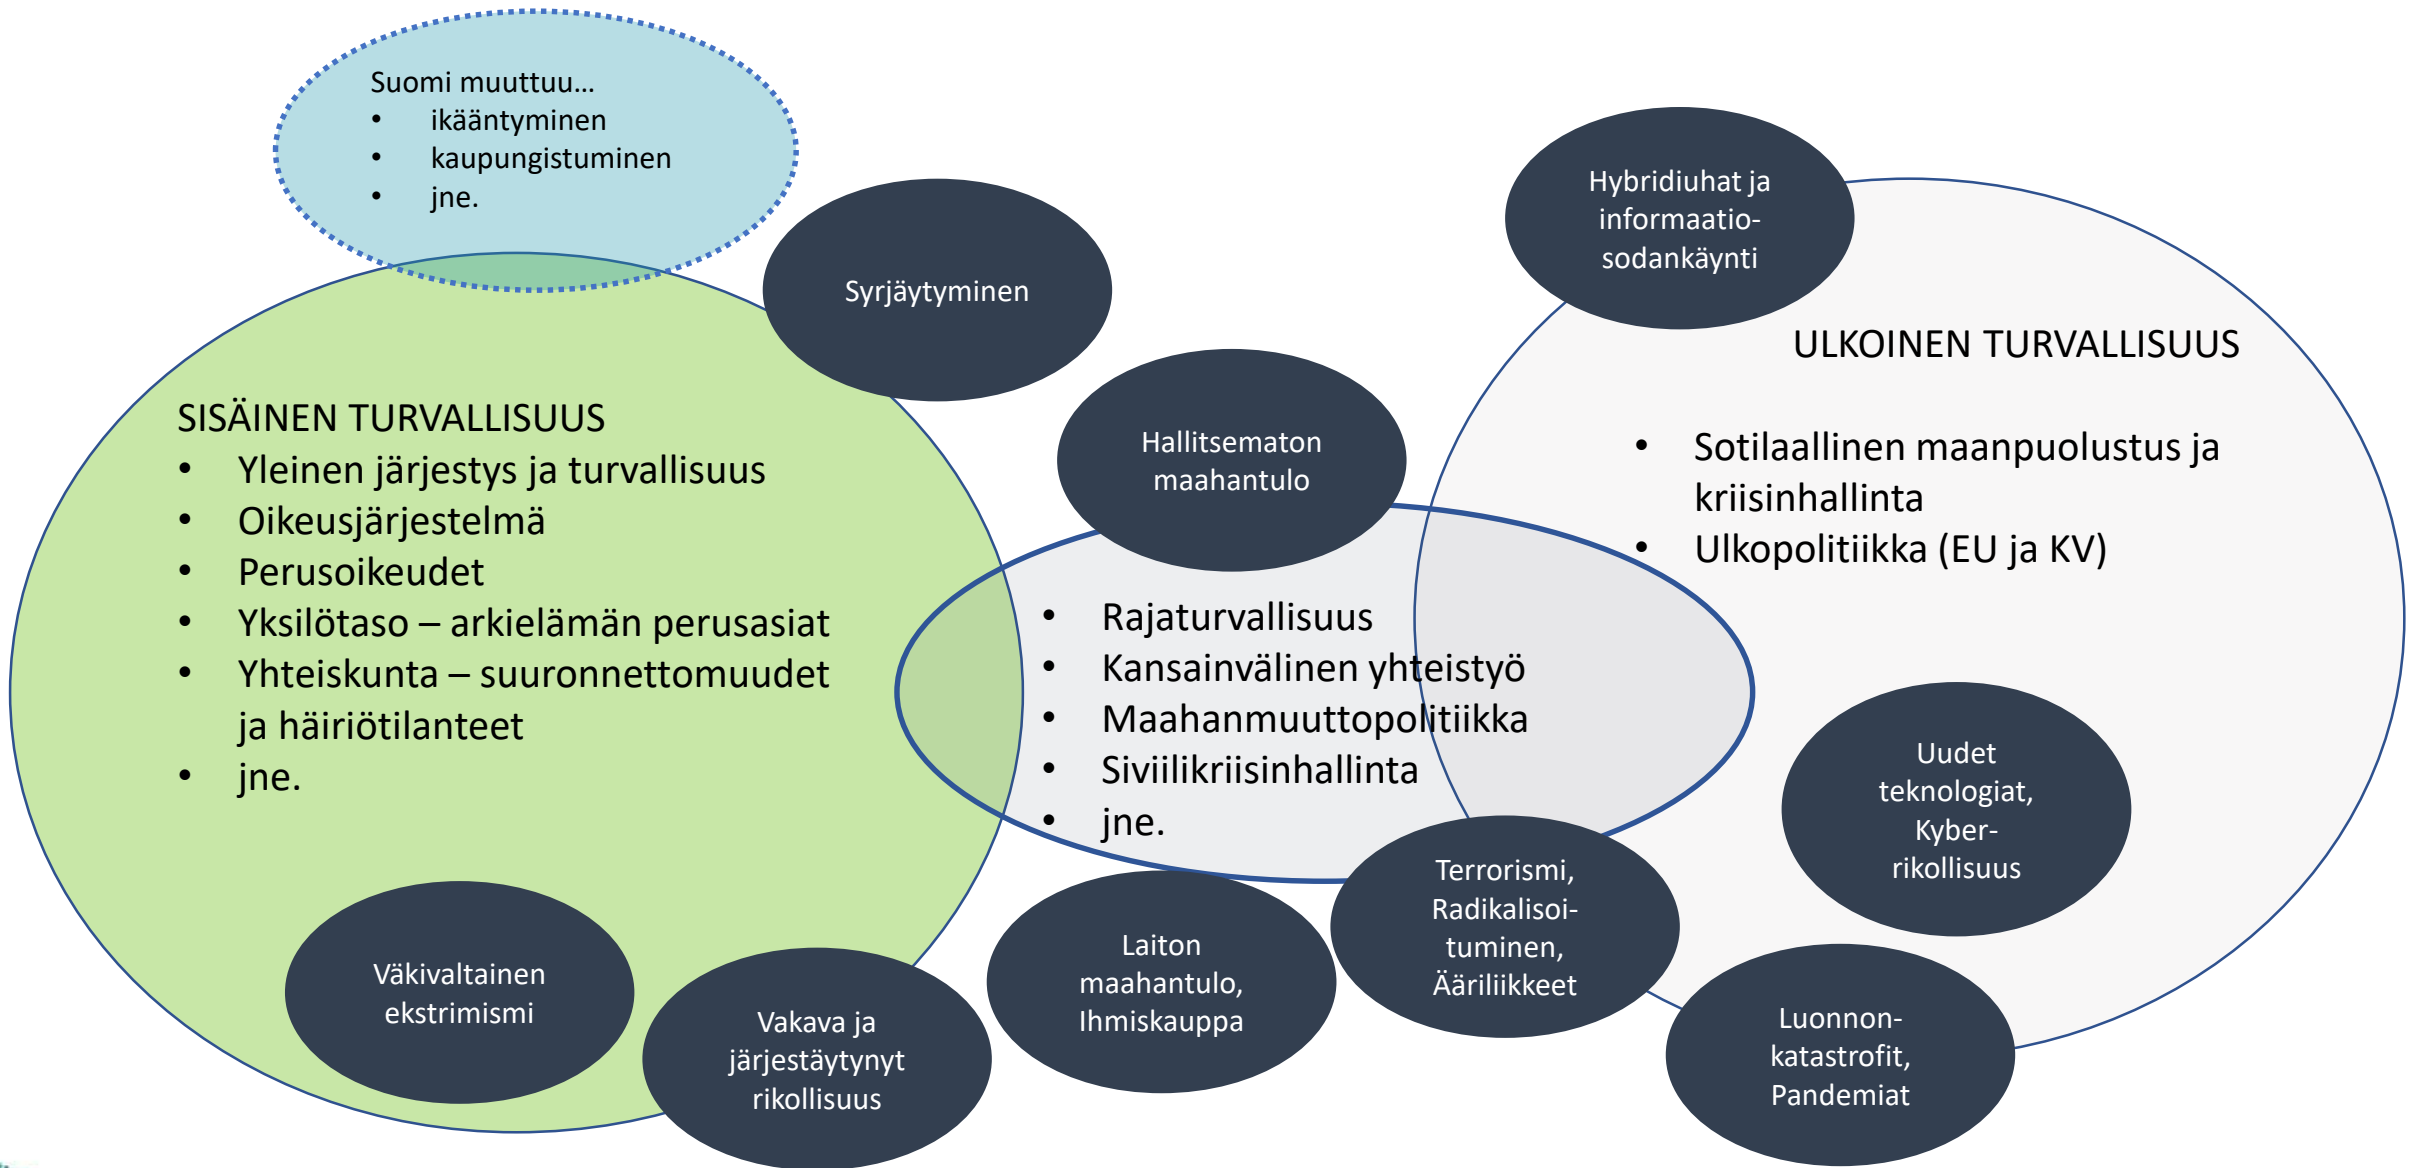 Suomi muuttuu...
• ikääntyminen
• kaupungistuminen
• jne.
Syrjäytyminen
Hybridiuhat ja
informaatio-
sodankäynti
SISÄINEN TURVALLISUUS
• Yleinen järjestys ja turvallisuus
• Oikeusjärjestelmä
• Perusoikeudet
• Yksilötaso – arkielämän perusasiat
• Yhteiskunta – suuronnettomuudet
ja häiriötilanteet
• jne.
Hallitsematon
maahantulo
• Rajaturvallisuus
• Kansainvälinen yhteistyö
• Maahanmuuttopolitiikka
• Siviilikriisinhallinta
• jne.
ULKOINEN TURVALLISUUS
• Sotilaallinen maanpuolustus ja
kriisinhallinta
• Ulkopolitiikka (EU ja KV)
Väkivaltainen
ekstrimismi
Vakava ja
järjestäytynyt
rikollisuus
Laiton
maahantulo,
Ihmiskauppa
Terrorismi,
Radikalisoi-
tuminen,
Ääriliikkeet
Uudet
teknologiat,
Kyber-
rikollisuus
Luonnon-
katastrofit,
Pandemiat